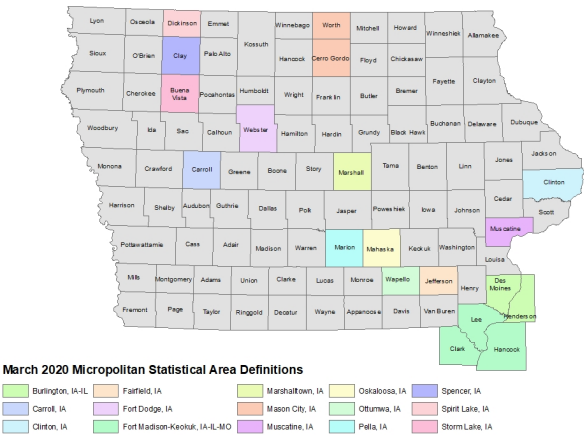 Lyon Osceola Dickinson Emmet Winnebago Worth Mitchell Howard Winneshiek Allamakee
Kossuth
Sioux O'Brien Clay Palo Alto Hancock Cerro Gordo Floyd Chickasaw
Fayette Clayton
Plymouth Cherokee Buena Vista Pocahontas Humboldt Wright Franklin Butler Bremer
Woodbury Ida Sac Calhoun Webster Hamilton Hardin Grundy Black Hawk Buchanan Delaware Dubuque
Monona Crawford Carroll Greene Boone Story Marshall Tama Benton Linn Jones Jackson
Clinton
Harrison Shelby Audubon Guthrie Dallas Polk Jasper Poweshiek Iowa Johnson Cedar Scott
Muscatine
Pottawattamie Cass Adair Madison Warren Marion Mahaska Keokuk Washington Louisa
Mills Montgomery Adams Union Clarke Lucas Monroe Wapello Jefferson Henry Des Moines
Henderson
Fremont Page Taylor Ringgold Decatur Wayne Appanoose Davis Van Buren Lee
Clark Hancock
March 2020 Micropolitan Statistical Area Definitions
Burlington, IA-IL Fairfield, IA Marshalltown, IA Oskaloosa, IA Spencer, IA
Carroll, IA Fort Dodge, IA Mason City, IA Ottumwa, IA Spirit Lake, IA
Clinton, IA Fort Madison-Keokuk, IA-IL-MO Muscatine, IA Pella, IA Storm Lake, IA